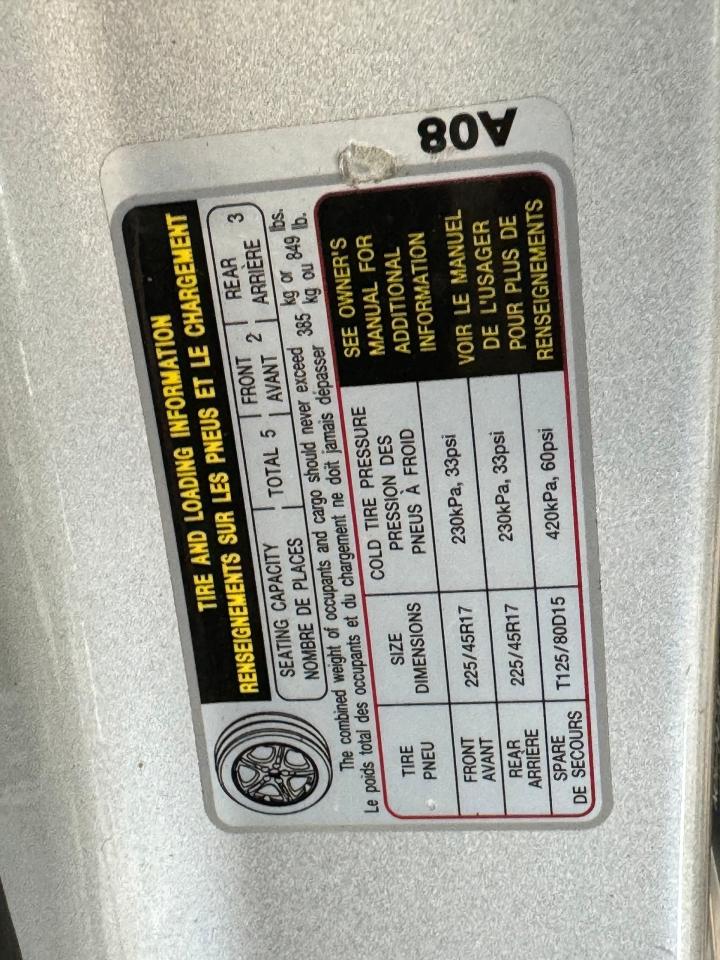 A08
TIRE AND LOADING INFORMATION
RENSEIGNEMENTS SUR LES PNEUS ET LE CHARGEMENT
SEATING CAPACITY TOTAL 5 FRONT 2 REAR 3
NOMBRE DE PLACES AVANT ARRIÈRE
The combined weight of occupants and cargo should never exceed 385 kg or 849 lbs.
Le poids total des occupants et du chargement ne doit jamais dépasser kg ou lb.
TIRE SIZE COLD TIRE PRESSURE
PNEU DIMENSIONS PRESSION DES
PNEUS À FROID
FRONT 225/45R17 230kPa, 33psi
AVANT
REAR 225/45R17 230kPa, 33psi
ARRIÈRE
SPARE T125/80D15 420kPa, 60psi
DE SECOURS
SEE OWNER'S
MANUAL FOR
ADDITIONAL
INFORMATION
VOIR LE MANUEL
DE L'USAGER
POUR PLUS DE
RENSEIGNEMENTS